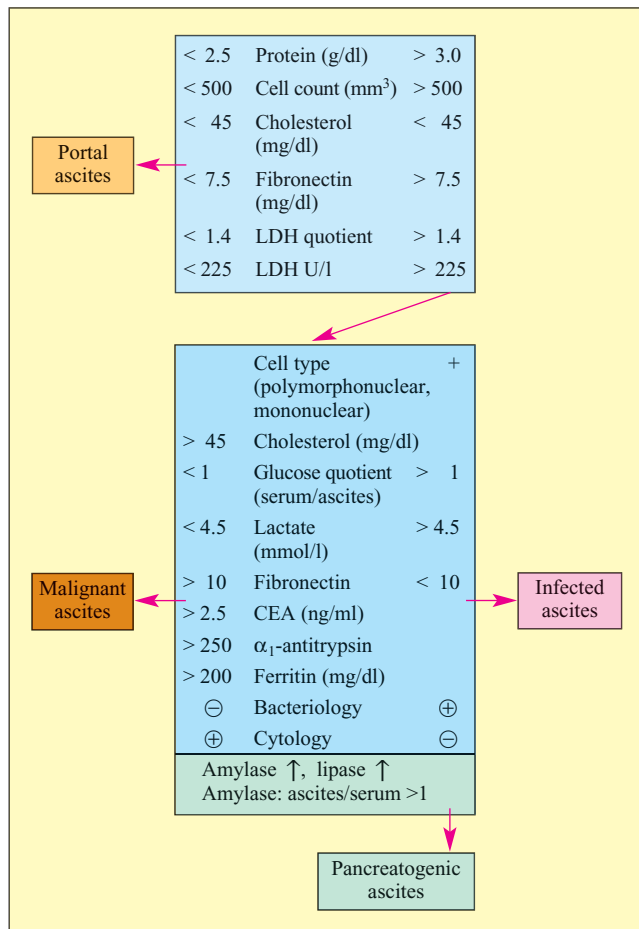 < 2.5 Protein (g/dl) > 3.0
< 500 Cell count (mm³) > 500
< 45 Cholesterol < 45
(mg/dl)
Portal
ascites
< 7.5 Fibronectin > 7.5
(mg/dl)
< 1.4 LDH quotient > 1.4
< 225 LDH U/l > 225
Cell type +
(polymorphonuclear,
mononuclear)
> 45 Cholesterol (mg/dl)
< 1 Glucose quotient > 1
(serum/ascites)
< 4.5 Lactate > 4.5
(mmol/l)
Malignant
ascites
> 10 Fibronectin < 10
Infected
ascites
> 2.5 CEA (ng/ml)
> 250 α₁-antitrypsin
> 200 Ferritin (mg/dl)
⊖ Bacteriology ⊕
⊕ Cytology ⊖
Amylase ↑, lipase ↑
Amylase: ascites/serum >1
Pancreatogenic
ascites